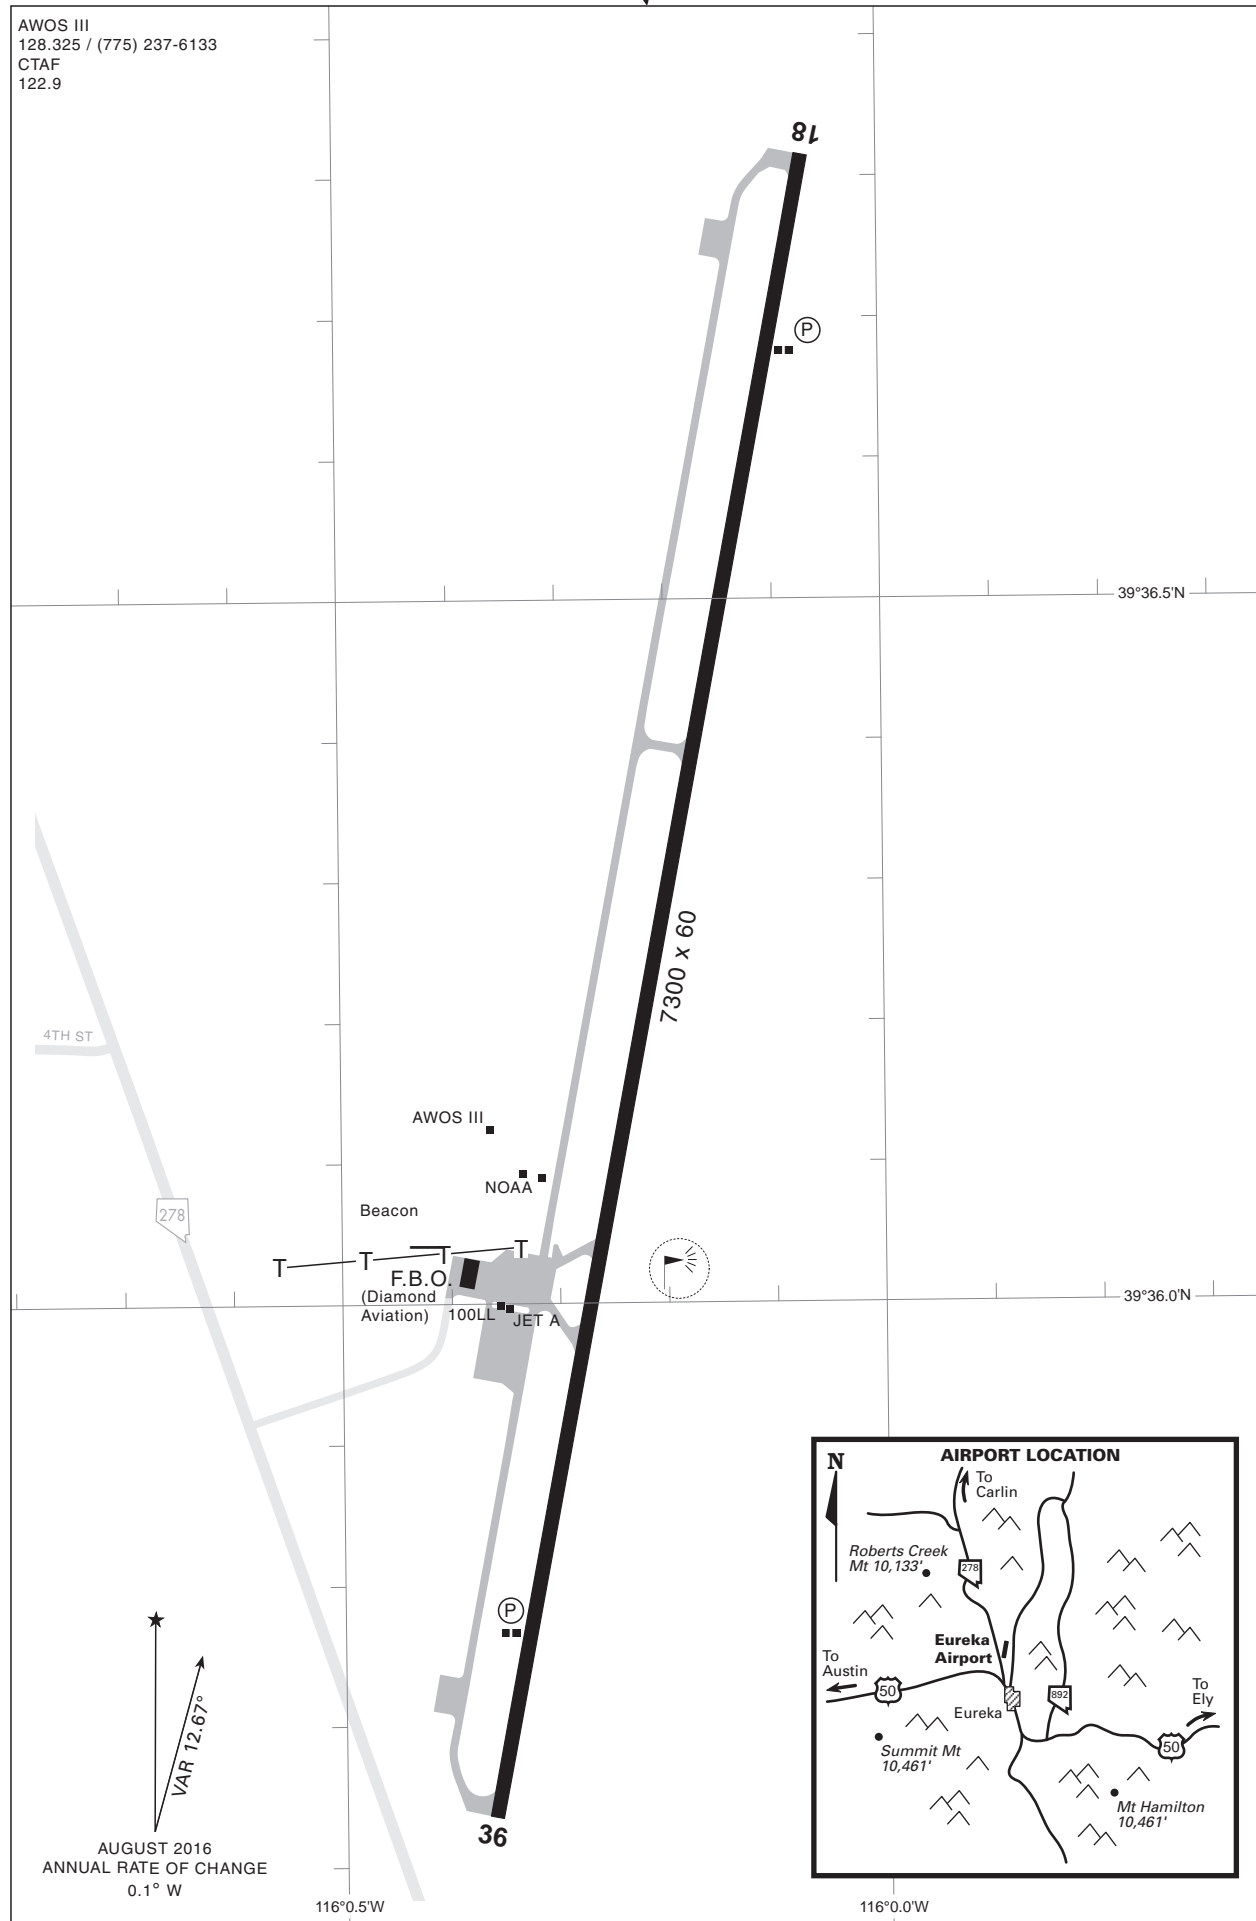 AWOS III
128.325 / (775) 237-6133
CTAF
122.9
18
P
39°36.5'N
7300 x 60
4TH ST
AWOS III
NOAA
278
Beacon
T
T
T
T
F.B.O.
(Diamond
Aviation)
100LL
JET A
39°36.0'N
P
36
VAR 12.67°
AUGUST 2016
ANNUAL RATE OF CHANGE
0.1° W
116°0.5'W
116°0.0'W
AIRPORT LOCATION
N
To
Carlin
Roberts Creek
Mt 10,133'
278
Eureka
Airport
To
Austin
50
Eureka
892
To
Ely
50
Summit Mt
10,461'
Mt Hamilton
10,461'